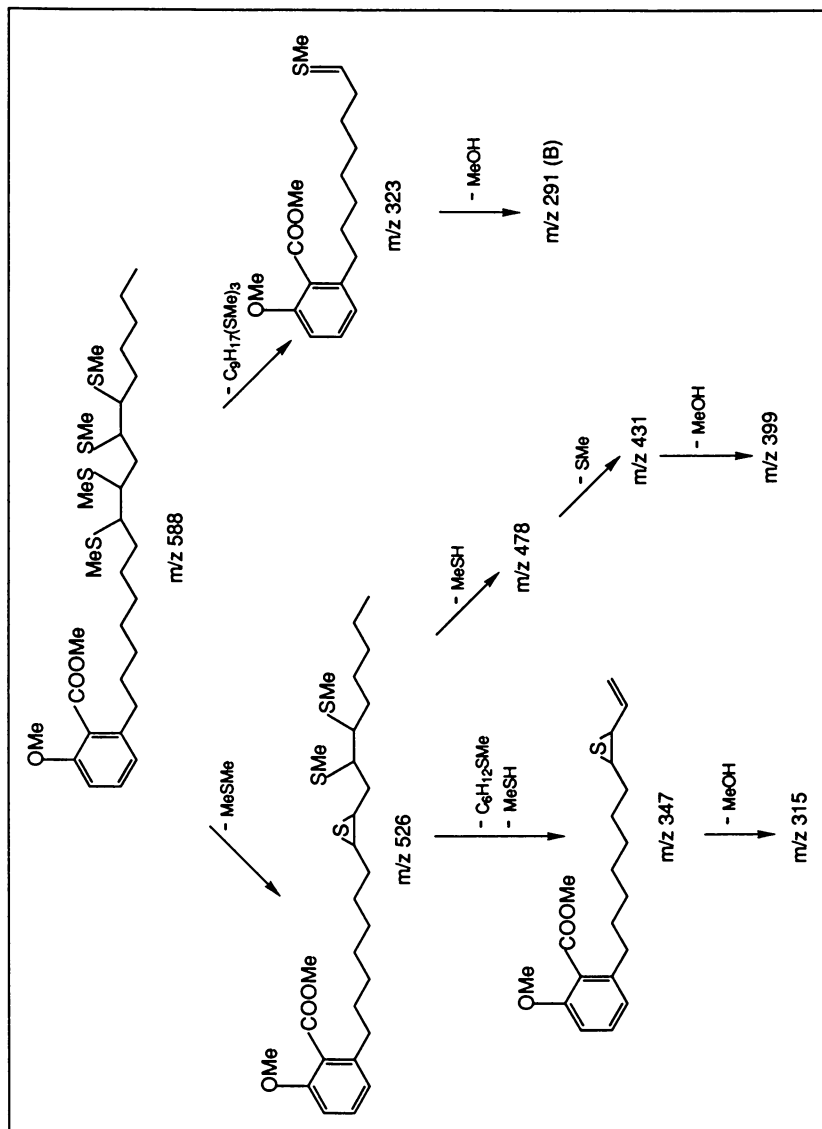 OMe
COOMe
MeS
MeS
SMe
SMe
m/z 588
- MeSMe
- C9H17(SMe)3
OMe
COOMe
S
SMe
SMe
m/z 526
OMe
COOMe
SMe
m/z 323
- MeOH
m/z 291 (B)
- C6H12SMe
- MeSH
- MeSH
m/z 478
- SMe
m/z 431
- MeOH
m/z 399
OMe
COOMe
S
m/z 347
- MeOH
m/z 315